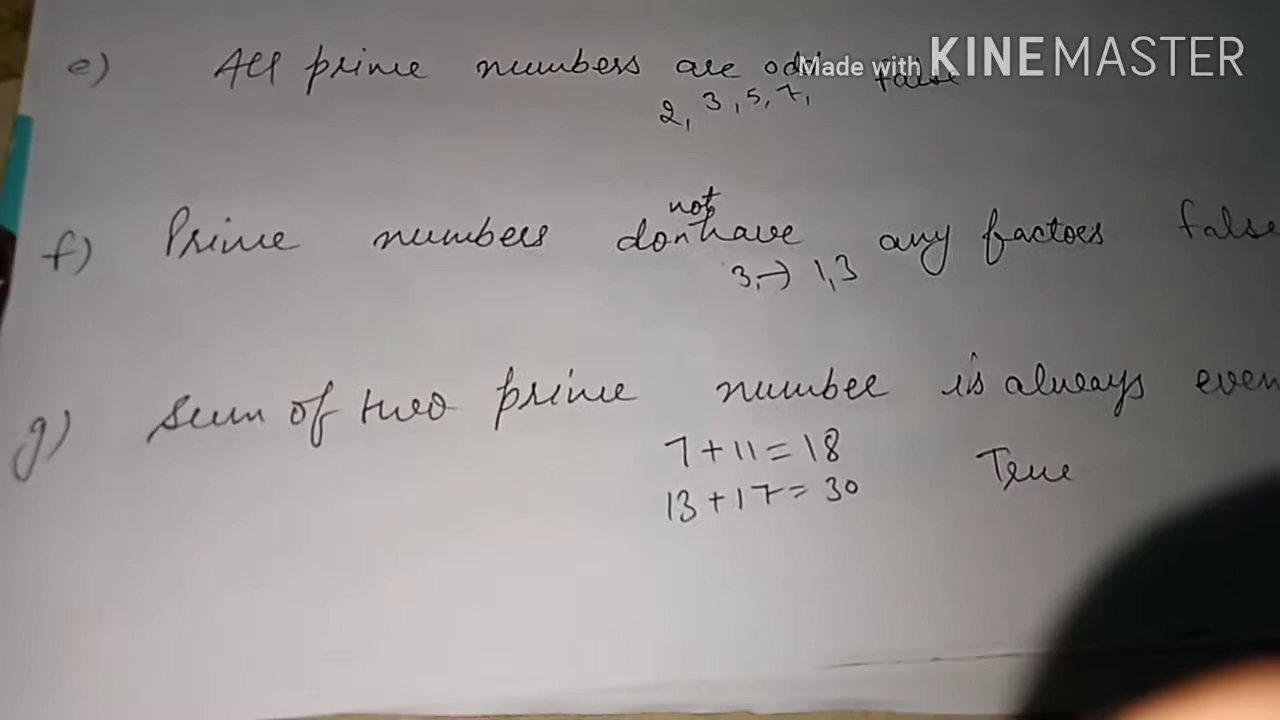 e) All prime numbers are odd false
Made with KINEMASTER
2, 3, 5, 7,
not
f) Prime numbers don have any factors false
3, → 1,3
g) Sum of two prime number is always even
7 + 11 = 18
True
13 + 17 = 30